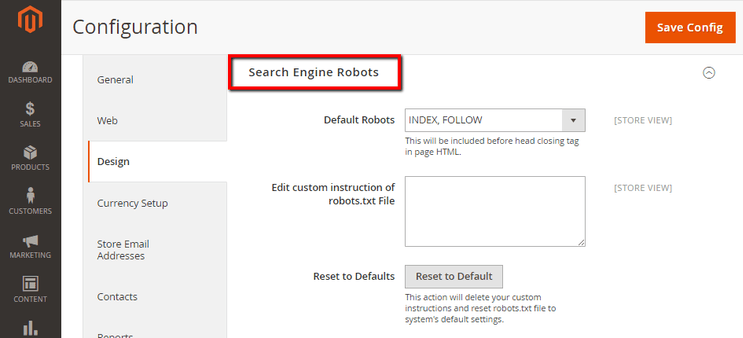 Configuration
Save Config
DASHBOARD
SALES
PRODUCTS
CUSTOMERS
MARKETING
CONTENT
General
Web
Design
Currency Setup
Store Email
Addresses
Contacts
Reports
Search Engine Robots
Default Robots
INDEX, FOLLOW
[STORE VIEW]
This will be included before head closing tag
in page HTML.
Edit custom instruction of
robots.txt File
[STORE VIEW]
Reset to Defaults
Reset to Default
This action will delete your custom
instructions and reset robots.txt file to
system's default settings.